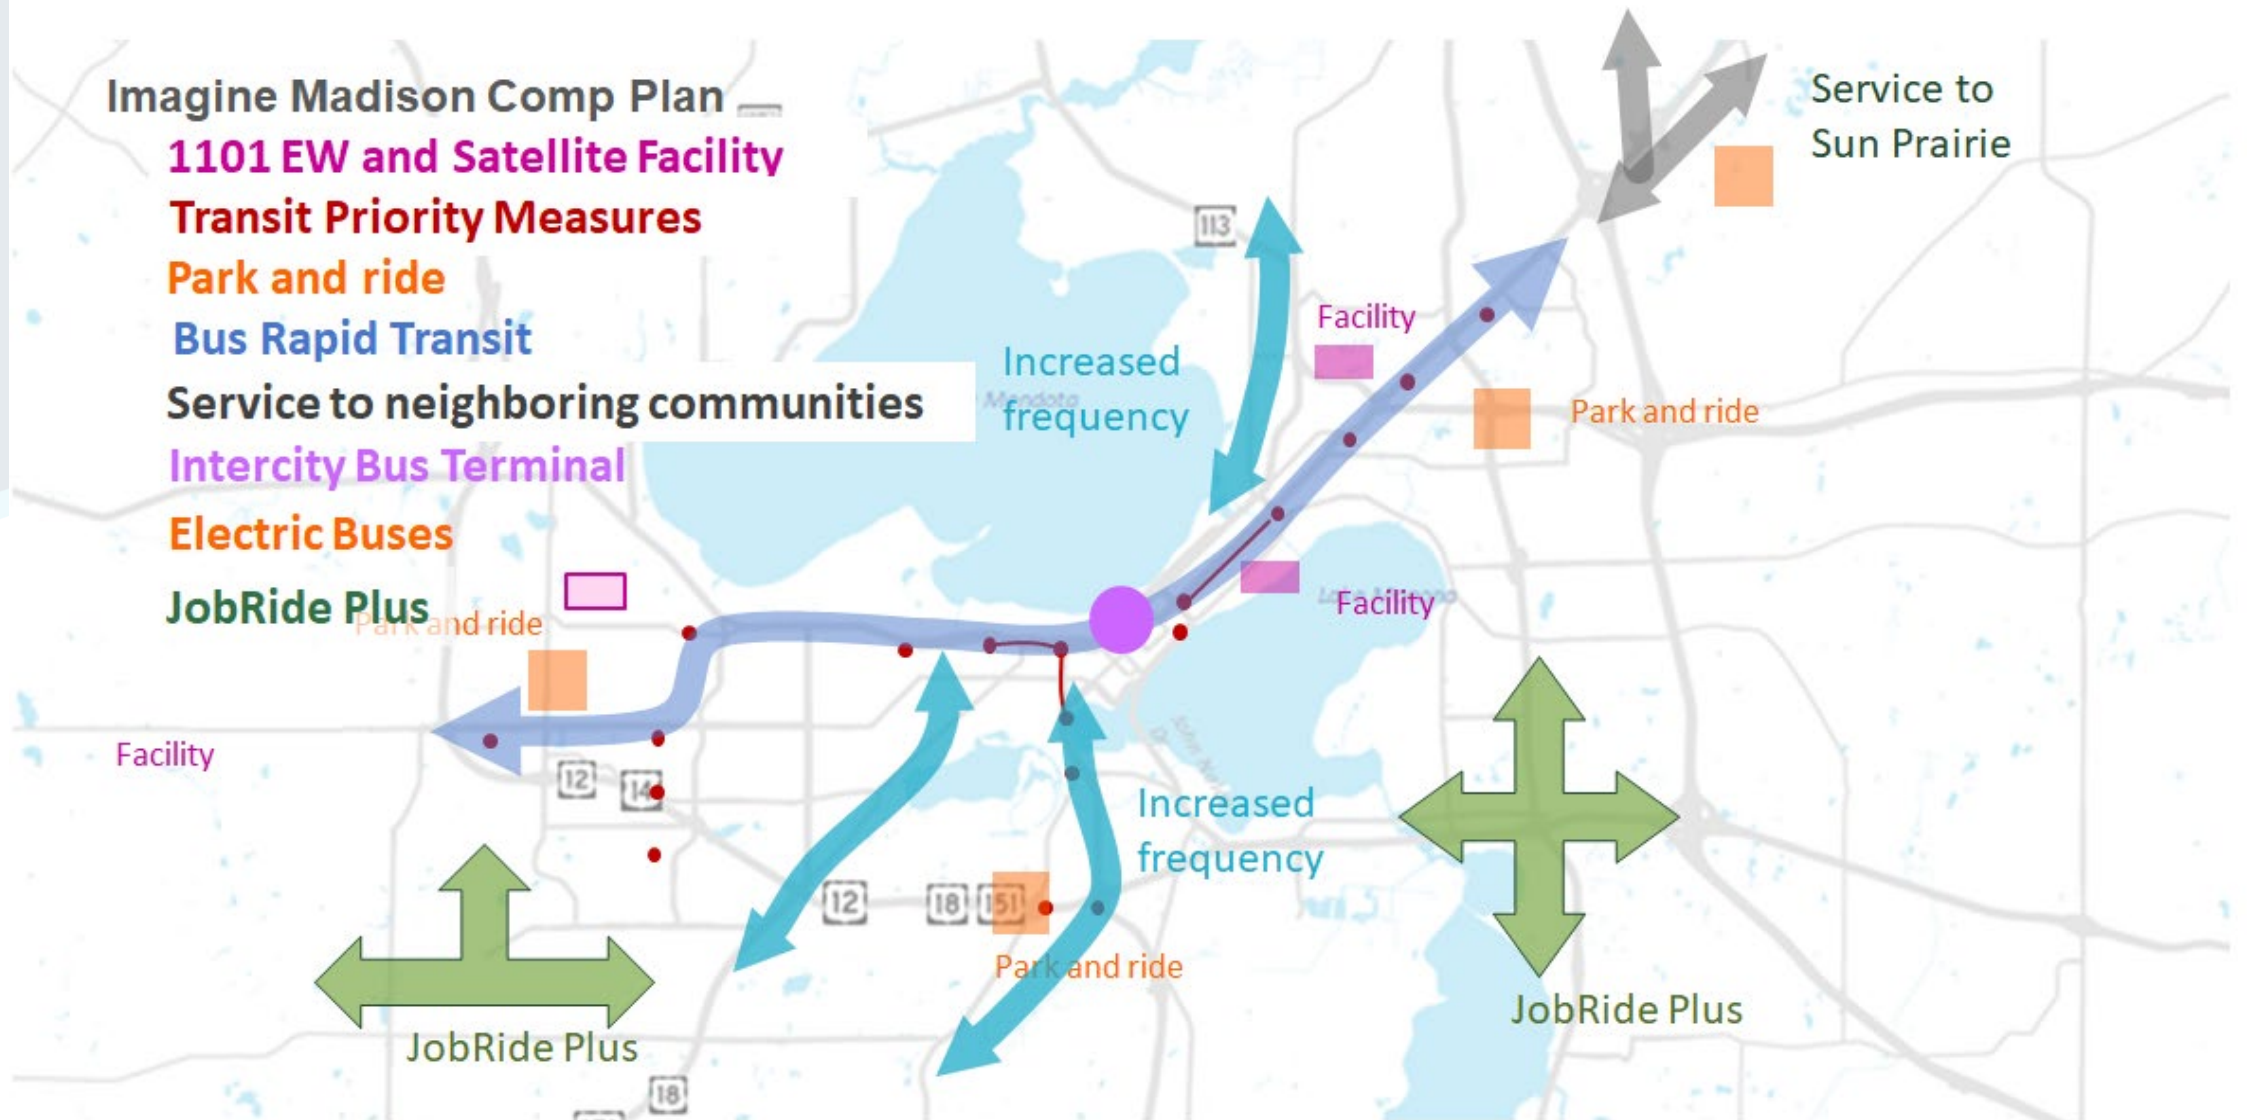 Imagine Madison Comp Plan
1101 EW and Satellite Facility
Transit Priority Measures
Park and ride
Bus Rapid Transit
Service to neighboring communities
Intercity Bus Terminal
Electric Buses
JobRide Plus
Park and ride
Facility
12
14
JobRide Plus
18
Increased
frequency
Mendota
113
Facility
Service to
Sun Prairie
Park and ride
Facility
Increased
frequency
12
18
151
Park and ride
JobRide Plus